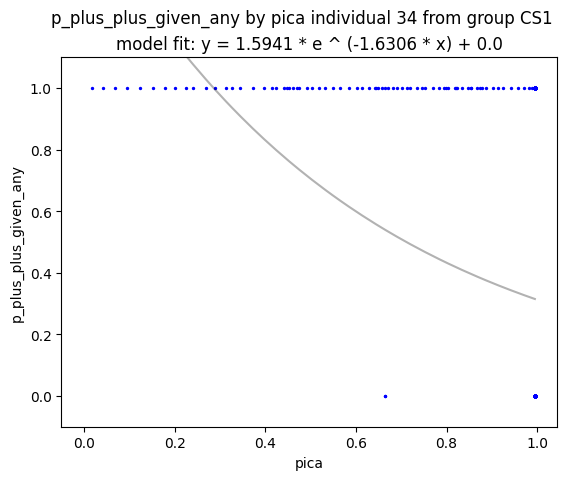 p_plus_plus_given_any by pica individual 34 from group CS1
model fit: y = 1.5941 * e ^ (-1.6306 * x) + 0.0
1.0
0.8
0.6
0.4
0.2
0.0
p_plus_plus_given_any
0.0 0.2 0.4 0.6 0.8 1.0
pica